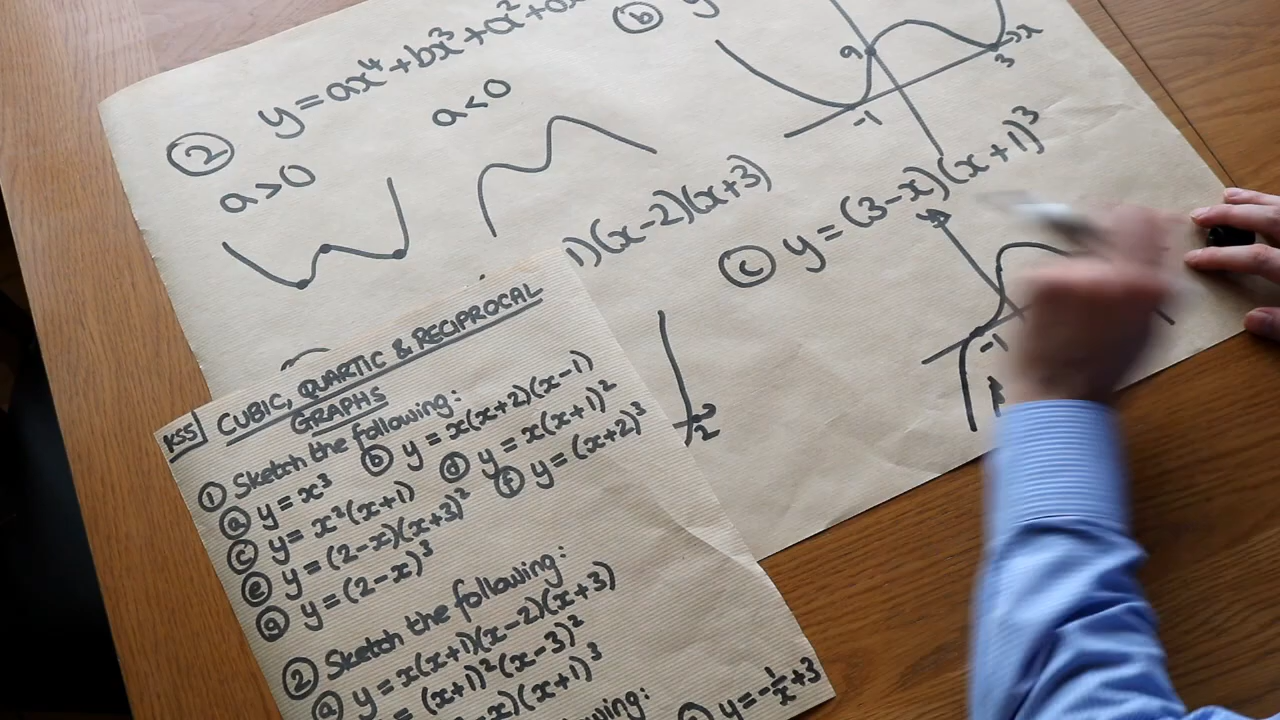 ② y = ax⁴ + bx³ + a²
a > 0
a < 0
ⓑ y
9
-1
3
x
1)(x-2)(x+3)
2
ⓒ y = (3-x)(x+1)³
-1
KS5 CUBIC, QUARTIC & RECIPROCAL
GRAPHS
① Sketch the following:
ⓐ y = x³ ⓑ y = x(x+2)(x-1)
ⓒ y = x²(x+1) ⓓ y = x(x+1)²
ⓔ y = (2-x)(x+3)² ⓕ y = (x+2)³
ⓖ y = (2-x)³
② Sketch the following:
ⓐ y = x(x+1)(x-2)(x+3)
= (x+1)²(x-3)²
-x)(x+1)³
wing:
y = -1/x + 3